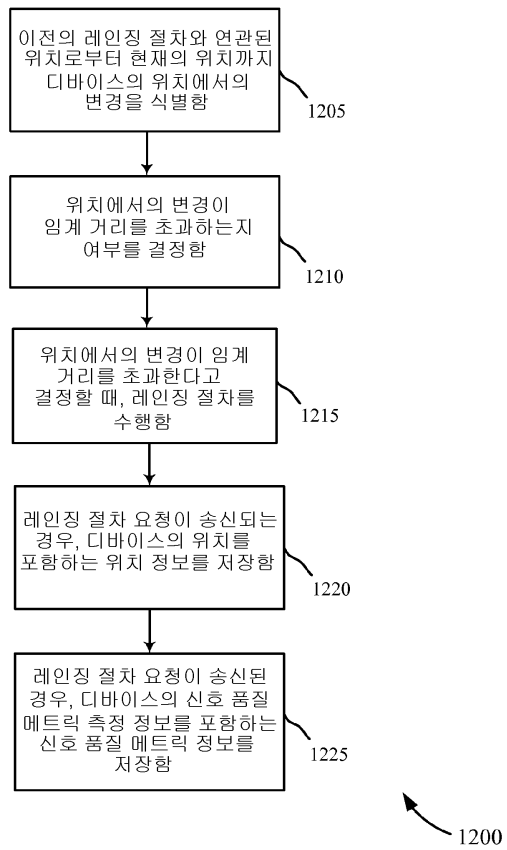 이전의 레인징 절차와 연관된
위치로부터 현재의 위치까지
디바이스의 위치에서의
변경을 식별함
1205
위치에서의 변경이
임계 거리를 초과하는지
여부를 결정함
1210
위치에서의 변경이 임계
거리를 초과한다고
결정할 때, 레인징 절차를
수행함
1215
레인징 절차 요청이 송신되는
경우, 디바이스의 위치를
포함하는 위치 정보를 저장함
1220
레인징 절차 요청이 송신된
경우, 디바이스의 신호 품질
메트릭 측정 정보를 포함하는
신호 품질 메트릭 정보를
저장함
1225
1200